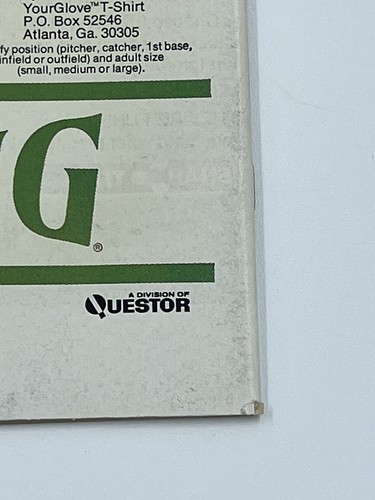 YourGlove™T-Shirt
P.O. Box 52546
Atlanta, Ga. 30305
fy position (pitcher, catcher, 1st base,
infield or outfield) and adult size
(small, medium or large).
G®
A DIVISION OF
QUESTOR